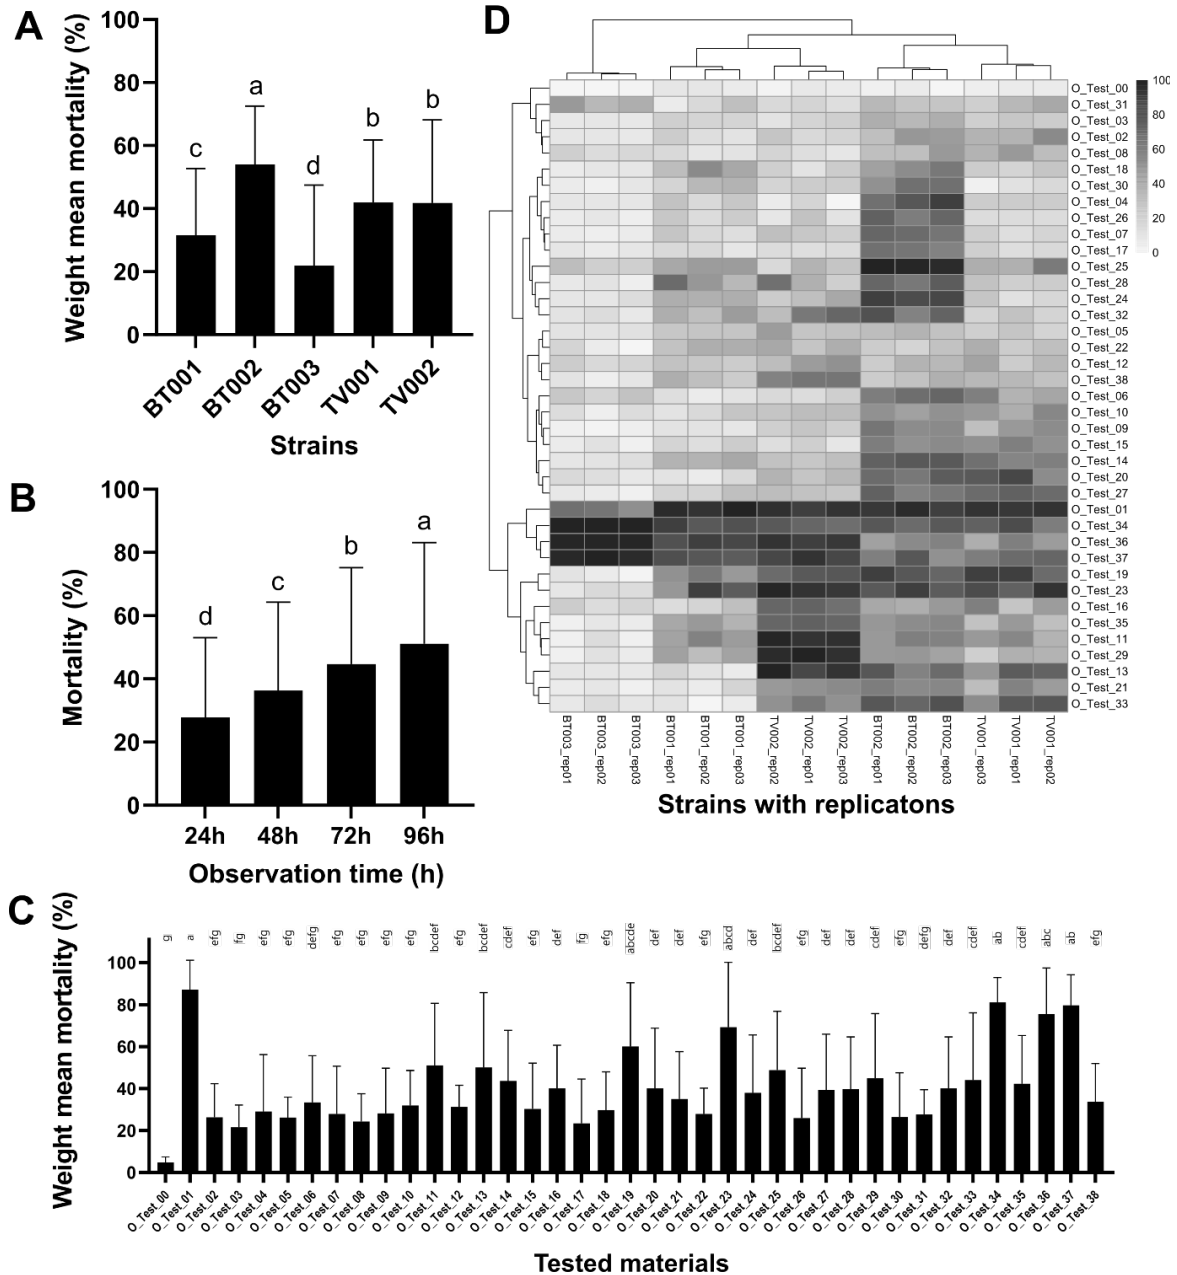 A
Weight mean mortality (%)
100
80
60
40
20
0
c
a
d
b
b
BT001
BT002
BT003
TV001
TV002
Strains
B
Mortality (%)
100
80
60
40
20
0
d
c
b
a
24h
48h
72h
96h
Observation time (h)
D
O_Test_00
O_Test_31
O_Test_03
O_Test_02
O_Test_08
O_Test_18
O_Test_30
O_Test_04
O_Test_26
O_Test_07
O_Test_17
O_Test_25
O_Test_28
O_Test_24
O_Test_32
O_Test_05
O_Test_22
O_Test_12
O_Test_38
O_Test_06
O_Test_10
O_Test_09
O_Test_15
O_Test_14
O_Test_20
O_Test_27
O_Test_01
O_Test_34
O_Test_36
O_Test_37
O_Test_19
O_Test_23
O_Test_16
O_Test_35
O_Test_11
O_Test_29
O_Test_13
O_Test_21
O_Test_33
100
80
60
40
20
0
BT003_rep01
BT003_rep02
BT003_rep03
BT001_rep01
BT001_rep02
BT001_rep03
TV002_rep02
TV002_rep01
TV002_rep03
BT002_rep01
BT002_rep02
BT002_rep03
TV001_rep03
TV001_rep01
TV001_rep02
Strains with replicatons
C
Weight mean mortality (%)
100
80
60
40
20
0
g
a
efg
fg
efg
efg
defg
efg
efg
efg
efg
bcdef
efg
bcdef
cdef
efg
def
fg
efg
abcde
def
def
efg
abcd
def
bcdef
efg
def
def
cdef
efg
defg
def
cdef
ab
cdef
abc
ab
efg
O_Test_00
O_Test_01
O_Test_02
O_Test_03
O_Test_04
O_Test_05
O_Test_06
O_Test_07
O_Test_08
O_Test_09
O_Test_10
O_Test_11
O_Test_12
O_Test_13
O_Test_14
O_Test_15
O_Test_16
O_Test_17
O_Test_18
O_Test_19
O_Test_20
O_Test_21
O_Test_22
O_Test_23
O_Test_24
O_Test_25
O_Test_26
O_Test_27
O_Test_28
O_Test_29
O_Test_30
O_Test_31
O_Test_32
O_Test_33
O_Test_34
O_Test_35
O_Test_36
O_Test_37
O_Test_38
Tested materials